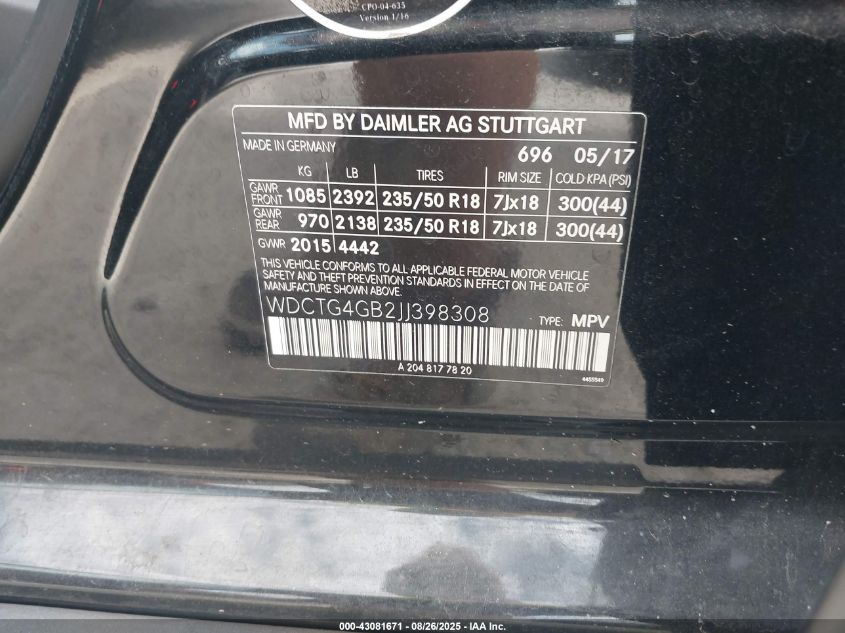 CPO-04-635
Version 1/16
MFD BY DAIMLER AG STUTTGART
MADE IN GERMANY 696 05/17
KG LB TIRES RIM SIZE COLD KPA (PSI)
GAWR FRONT 1085 2392 235/50 R18 7Jx18 300(44)
GAWR REAR 970 2138 235/50 R18 7Jx18 300(44)
GVWR 2015 4442
THIS VEHICLE CONFORMS TO ALL APPLICABLE FEDERAL MOTOR VEHICLE
SAFETY AND THEFT PREVENTION STANDARDS IN EFFECT ON THE DATE OF
MANUFACTURE SHOWN ABOVE.
WDCTG4GB2JJ398308 TYPE: MPV
A 204 817 78 20
4455549
000-43081671 - 08/26/2025 - IAA Inc.